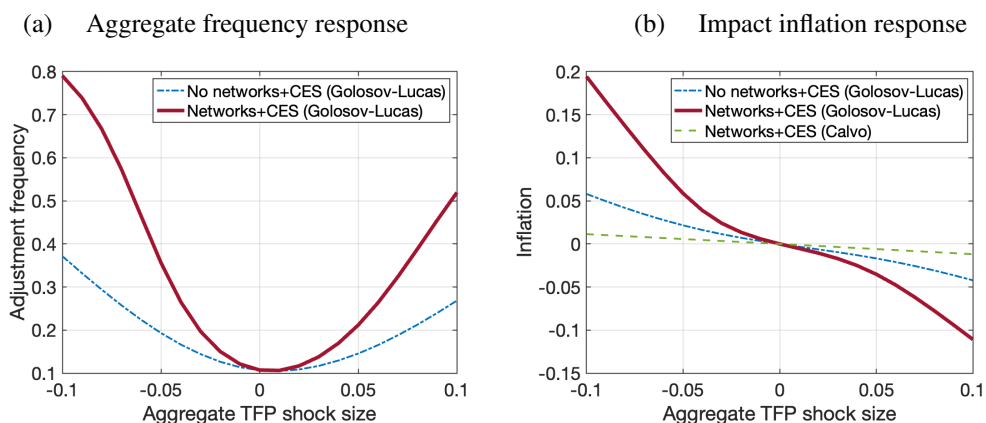 (a) Aggregate frequency response
0.8
0.7
0.6
0.5
0.4
0.3
0.2
0.1
Adjustment frequency
No networks+CES (Golosov-Lucas)
Networks+CES (Golosov-Lucas)
-0.1 -0.05 0 0.05 0.1
Aggregate TFP shock size
(b) Impact inflation response
0.2
0.15
0.1
0.05
0
-0.05
-0.1
-0.15
Inflation
No networks+CES (Golosov-Lucas)
Networks+CES (Golosov-Lucas)
Networks+CES (Calvo)
-0.1 -0.05 0 0.05 0.1
Aggregate TFP shock size